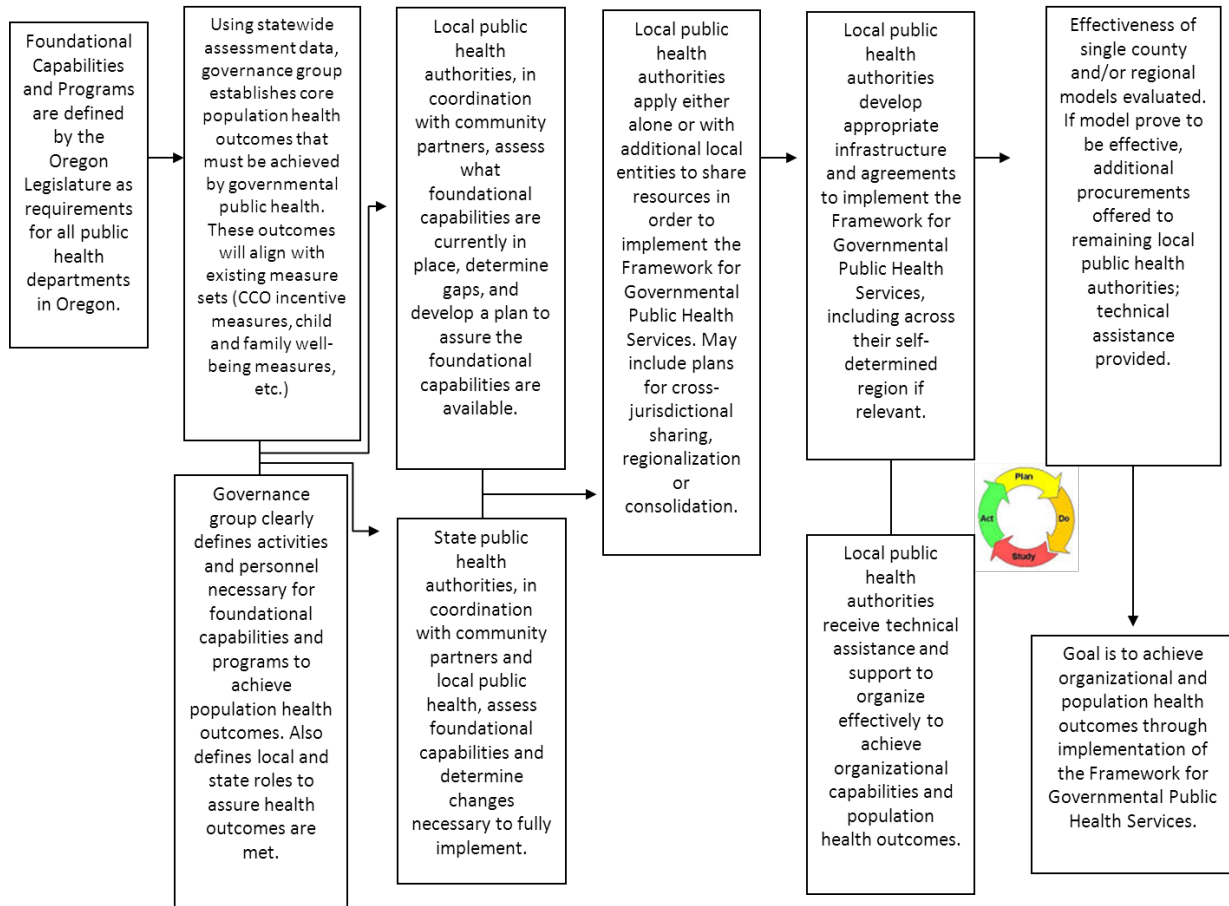 Foundational
Capabilities
and Programs
are defined
by the
Oregon
Legislature as
requirements
for all public
health
departments
in Oregon.
Using statewide
assessment data,
governance group
establishes core
population health
outcomes that
must be achieved
by governmental
public health.
These outcomes
will align with
existing measure
sets (CCO incentive
measures, child
and family well-
being measures,
etc.)
Governance
group clearly
defines activities
and personnel
necessary for
foundational
capabilities and
programs to
achieve
population health
outcomes. Also
defines local and
state roles to
assure health
outcomes are
met.
Local public
health
authorities, in
coordination
with community
partners, assess
what
foundational
capabilities are
currently in
place, determine
gaps, and
develop a plan to
assure the
foundational
capabilities are
available.
State public
health
authorities, in
coordination
with community
partners and
local public
health, assess
foundational
capabilities and
determine
changes
necessary to fully
implement.
Local public
health
authorities
apply either
alone or with
additional local
entities to share
resources in
order to
implement the
Framework for
Governmental
Public Health
Services. May
include plans for
cross-
jurisdictional
sharing,
regionalization
or
consolidation.
Local public
health
authorities
develop
appropriate
infrastructure
and agreements
to implement the
Framework for
Governmental
Public Health
Services,
including across
their self-
determined
region if
relevant.
Local public
health
authorities
receive technical
assistance and
support to
organize
effectively to
achieve
organizational
capabilities and
population
health outcomes.
Plan
Act
Do
Study
Effectiveness of
single county
and/or regional
models evaluated.
If model prove to
be effective,
additional
procurements
offered to
remaining local
public health
authorities;
technical
assistance
provided.
Goal is to achieve
organizational and
population health
outcomes through
implementation of
the Framework for
Governmental Public
Health Services.